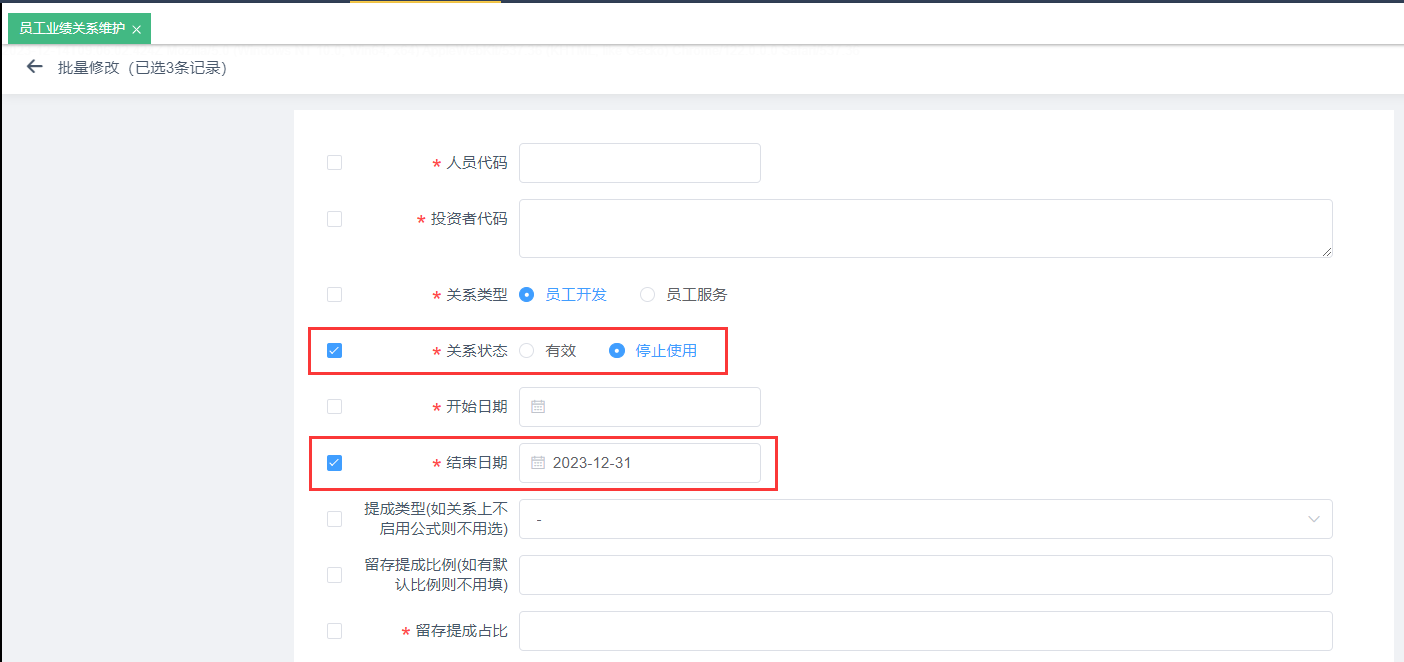 员工业绩关系维护
批量修改（已选3条记录）
* 人员代码
* 投资者代码
* 关系类型 员工开发 员工服务
* 关系状态 有效 停止使用
* 开始日期
* 结束日期 2023-12-31
提成类型(如关系上不
启用公式则不用选) -
留存提成比例(如有默
认比例则不用填)
* 留存提成占比